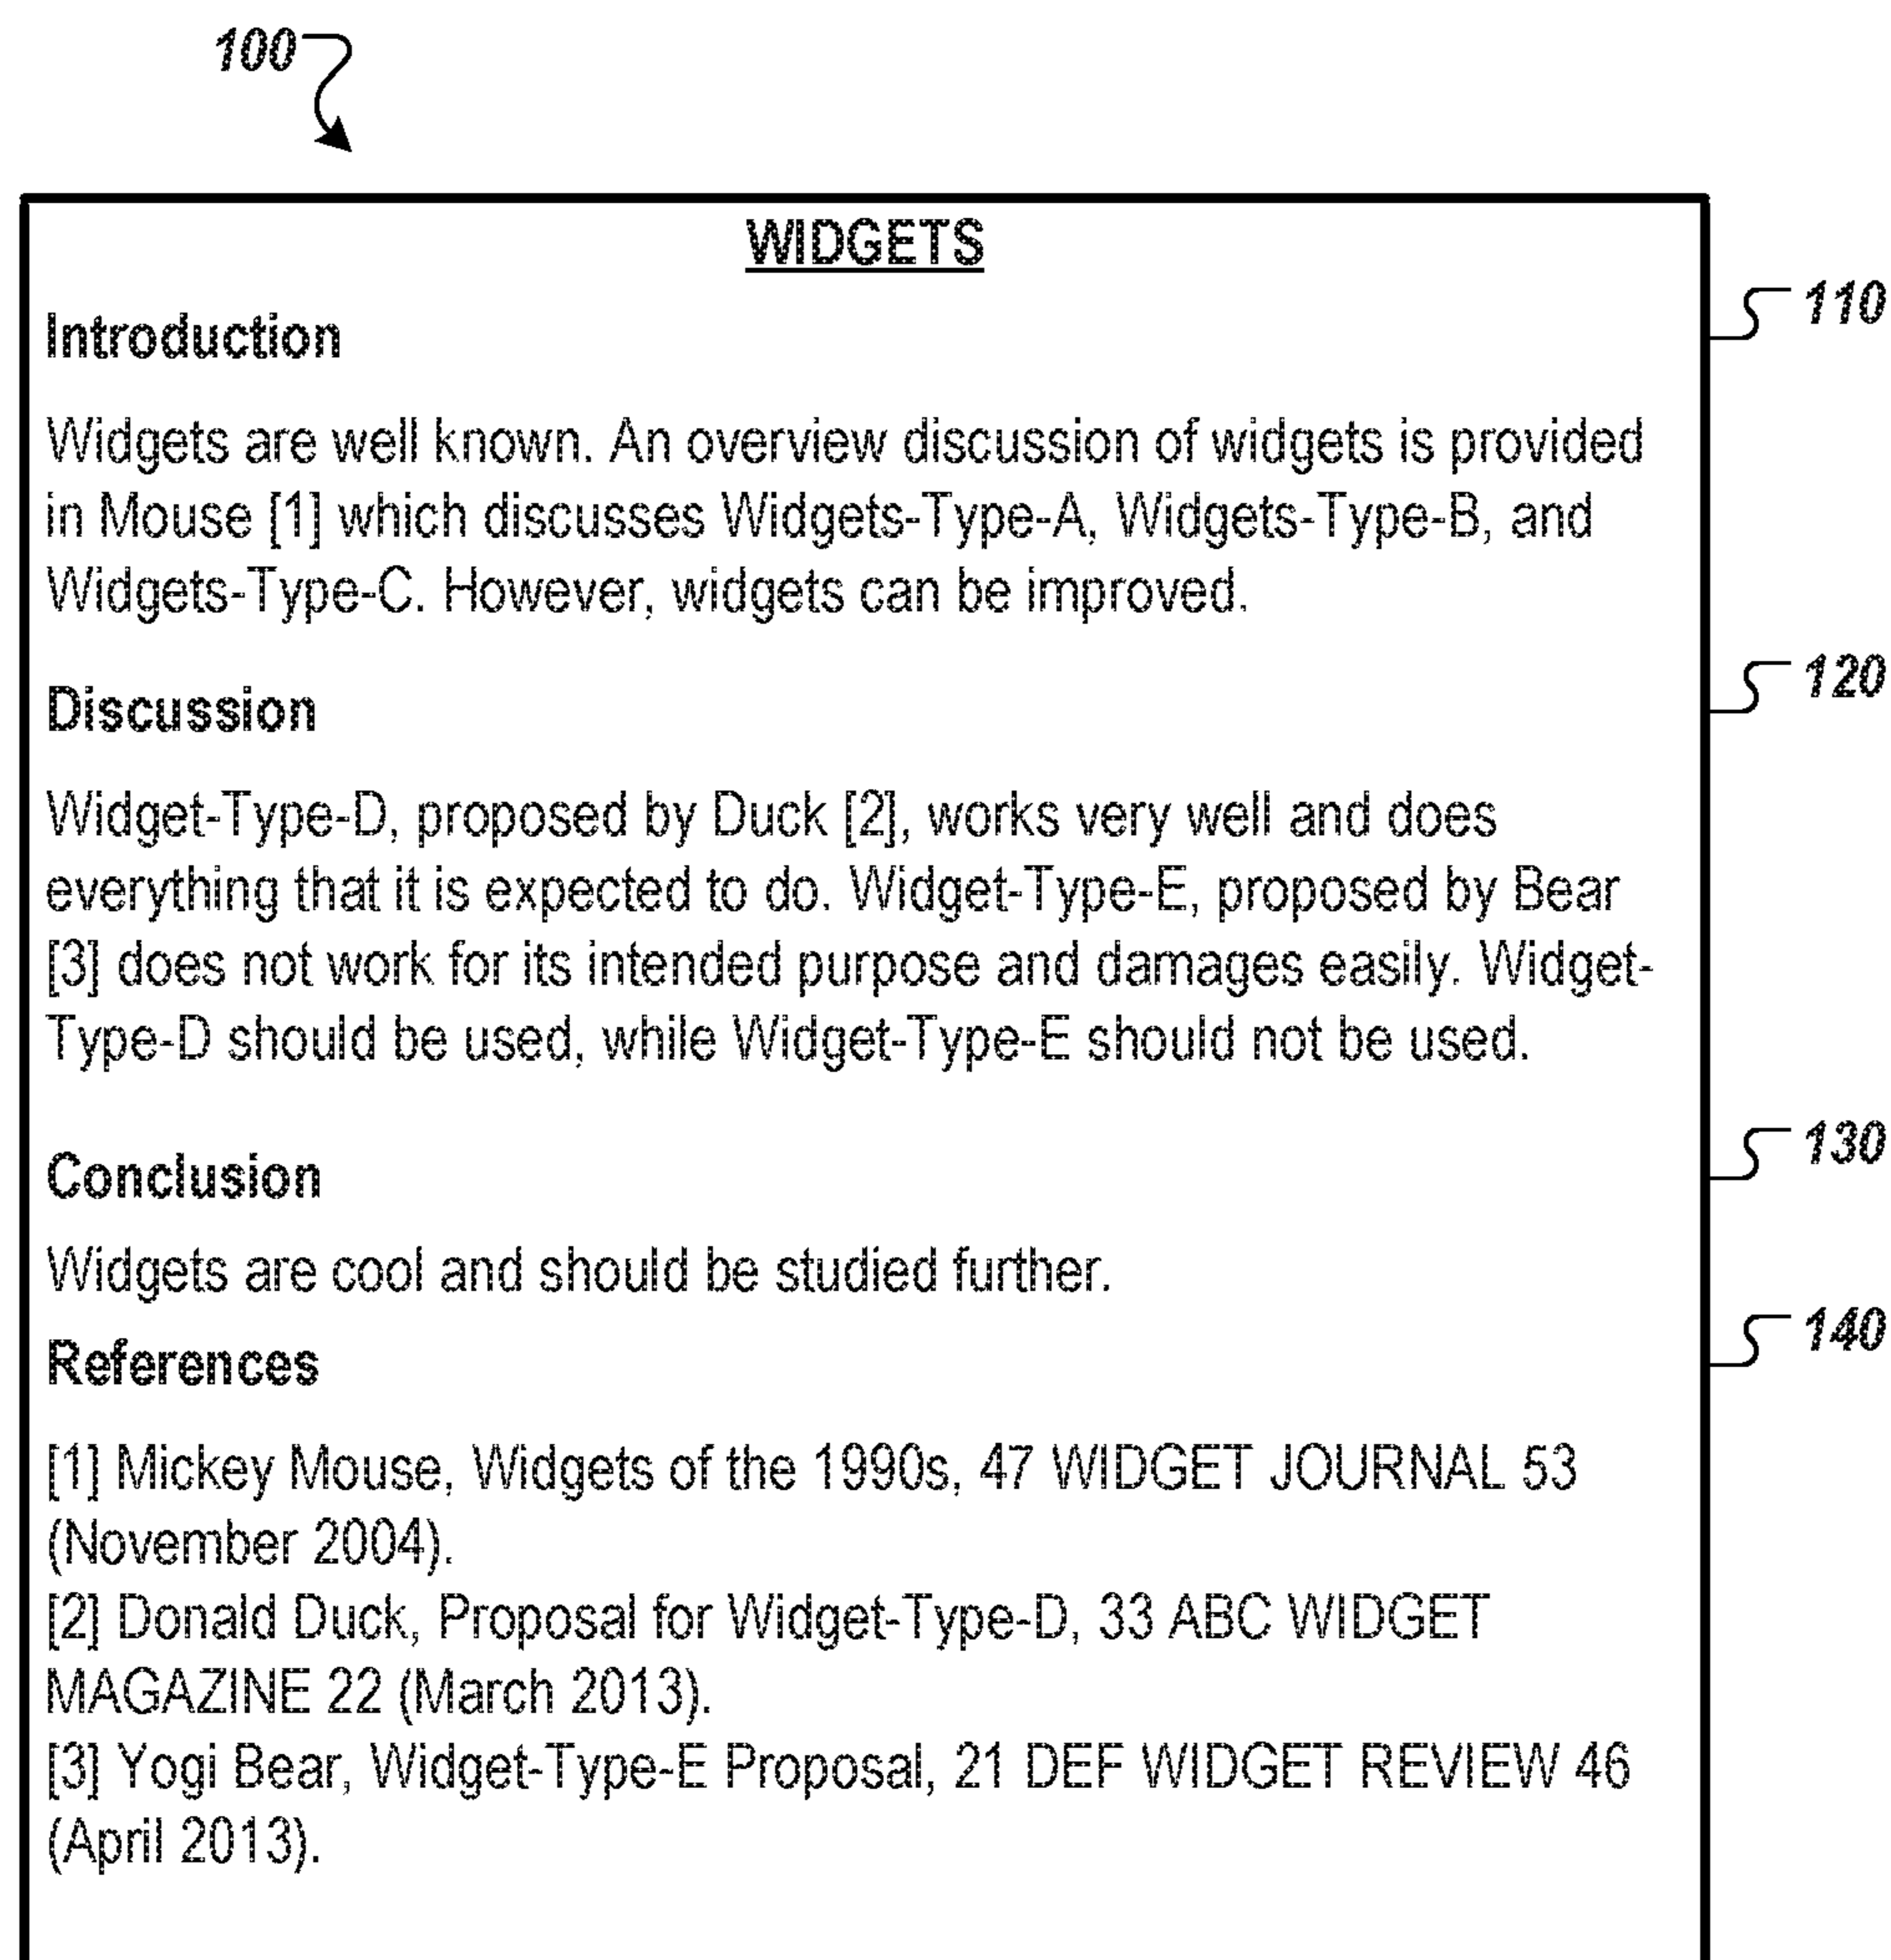 100
WIDGETS
110
Introduction
Widgets are well known. An overview discussion of widgets is provided
in Mouse [1] which discusses Widgets-Type-A, Widgets-Type-B, and
Widgets-Type-C. However, widgets can be improved.
120
Discussion
Widget-Type-D, proposed by Duck [2], works very well and does
everything that it is expected to do. Widget-Type-E, proposed by Bear
[3] does not work for its intended purpose and damages easily. Widget-
Type-D should be used, while Widget-Type-E should not be used.
130
Conclusion
Widgets are cool and should be studied further.
140
References
[1] Mickey Mouse, Widgets of the 1990s, 47 WIDGET JOURNAL 53
(November 2004).
[2] Donald Duck, Proposal for Widget-Type-D, 33 ABC WIDGET
MAGAZINE 22 (March 2013).
[3] Yogi Bear, Widget-Type-E Proposal, 21 DEF WIDGET REVIEW 46
(April 2013).